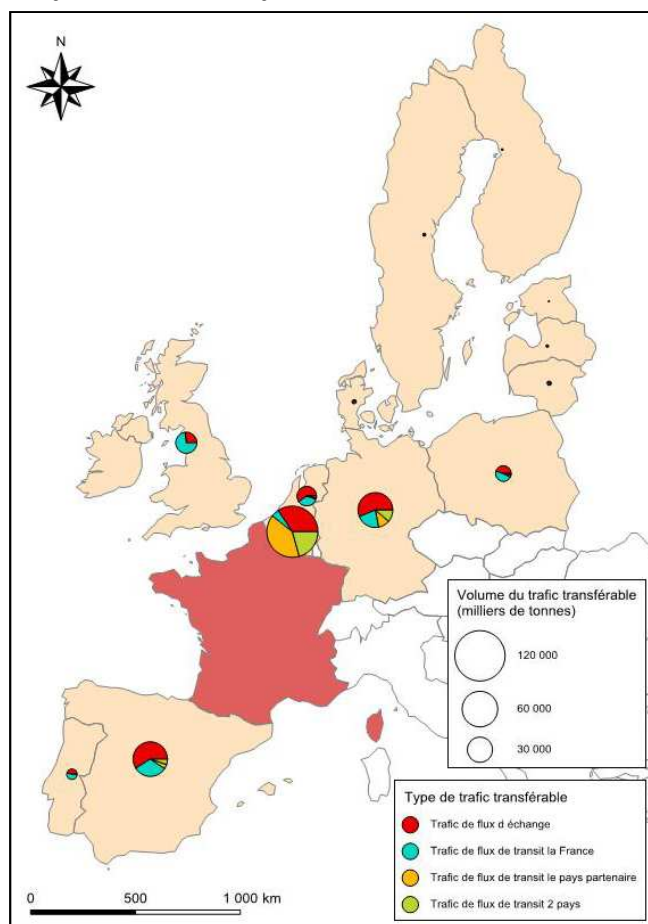 N
Volume du trafic transférable
(milliers de tonnes)
120 000
60 000
30 000
Type de trafic transférable
Trafic de flux d échange
Trafic de flux de transit la France
Trafic de flux de transit le pays partenaire
Trafic de flux de transit 2 pays
0 500 1 000 km